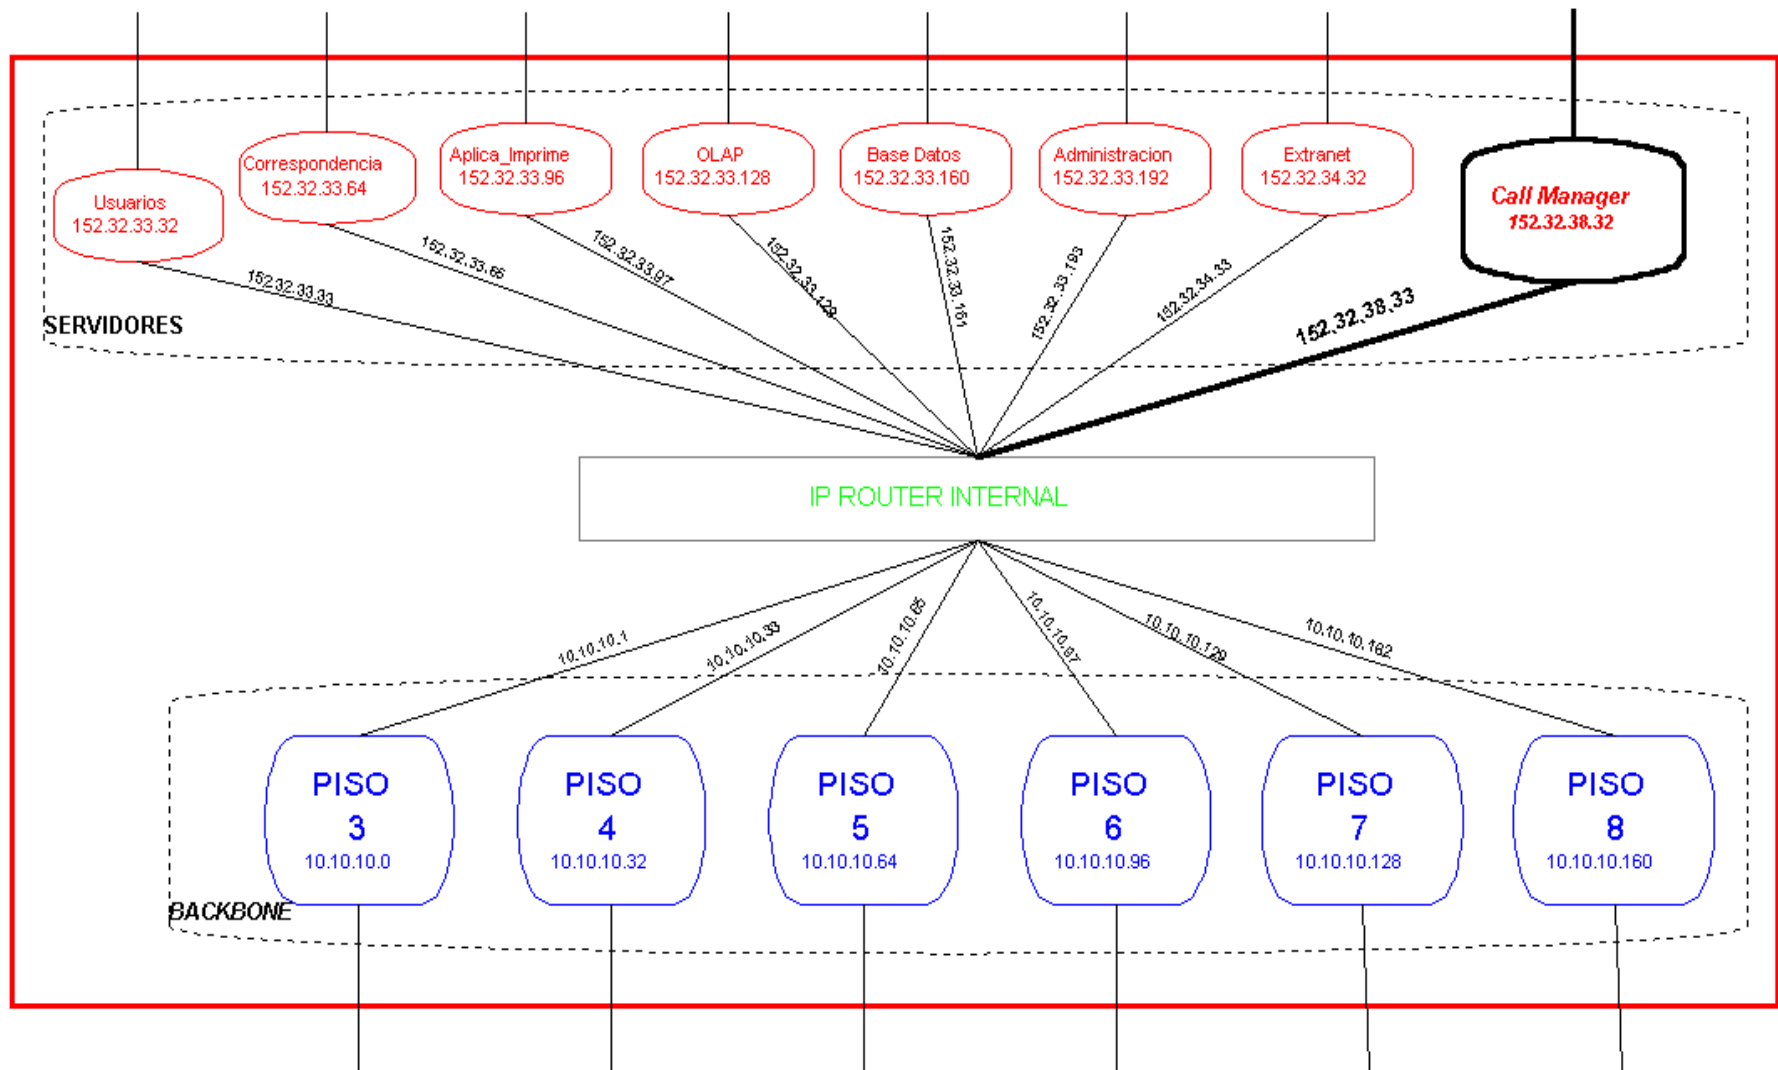 Usuarios
152.32.33.32
Correspondencia
152.32.33.64
Aplica_Imprime
152.32.33.96
OLAP
152.32.33.128
Base Datos
152.32.33.160
Administracion
152.32.33.192
Extranet
152.32.34.32
Call Manager
152.32.38.32
152.32.33.33
152.32.33.65
152.32.33.97
152.32.33.129
152.32.33.161
152.32.33.193
152.32.34.33
152.32.38.33
SERVIDORES
IP ROUTER INTERNAL
10.10.10.1
10.10.10.33
10.10.10.65
10.10.10.97
10.10.10.129
10.10.10.162
PISO
3
10.10.10.0
PISO
4
10.10.10.32
PISO
5
10.10.10.64
PISO
6
10.10.10.96
PISO
7
10.10.10.128
PISO
8
10.10.10.160
BACKBONE